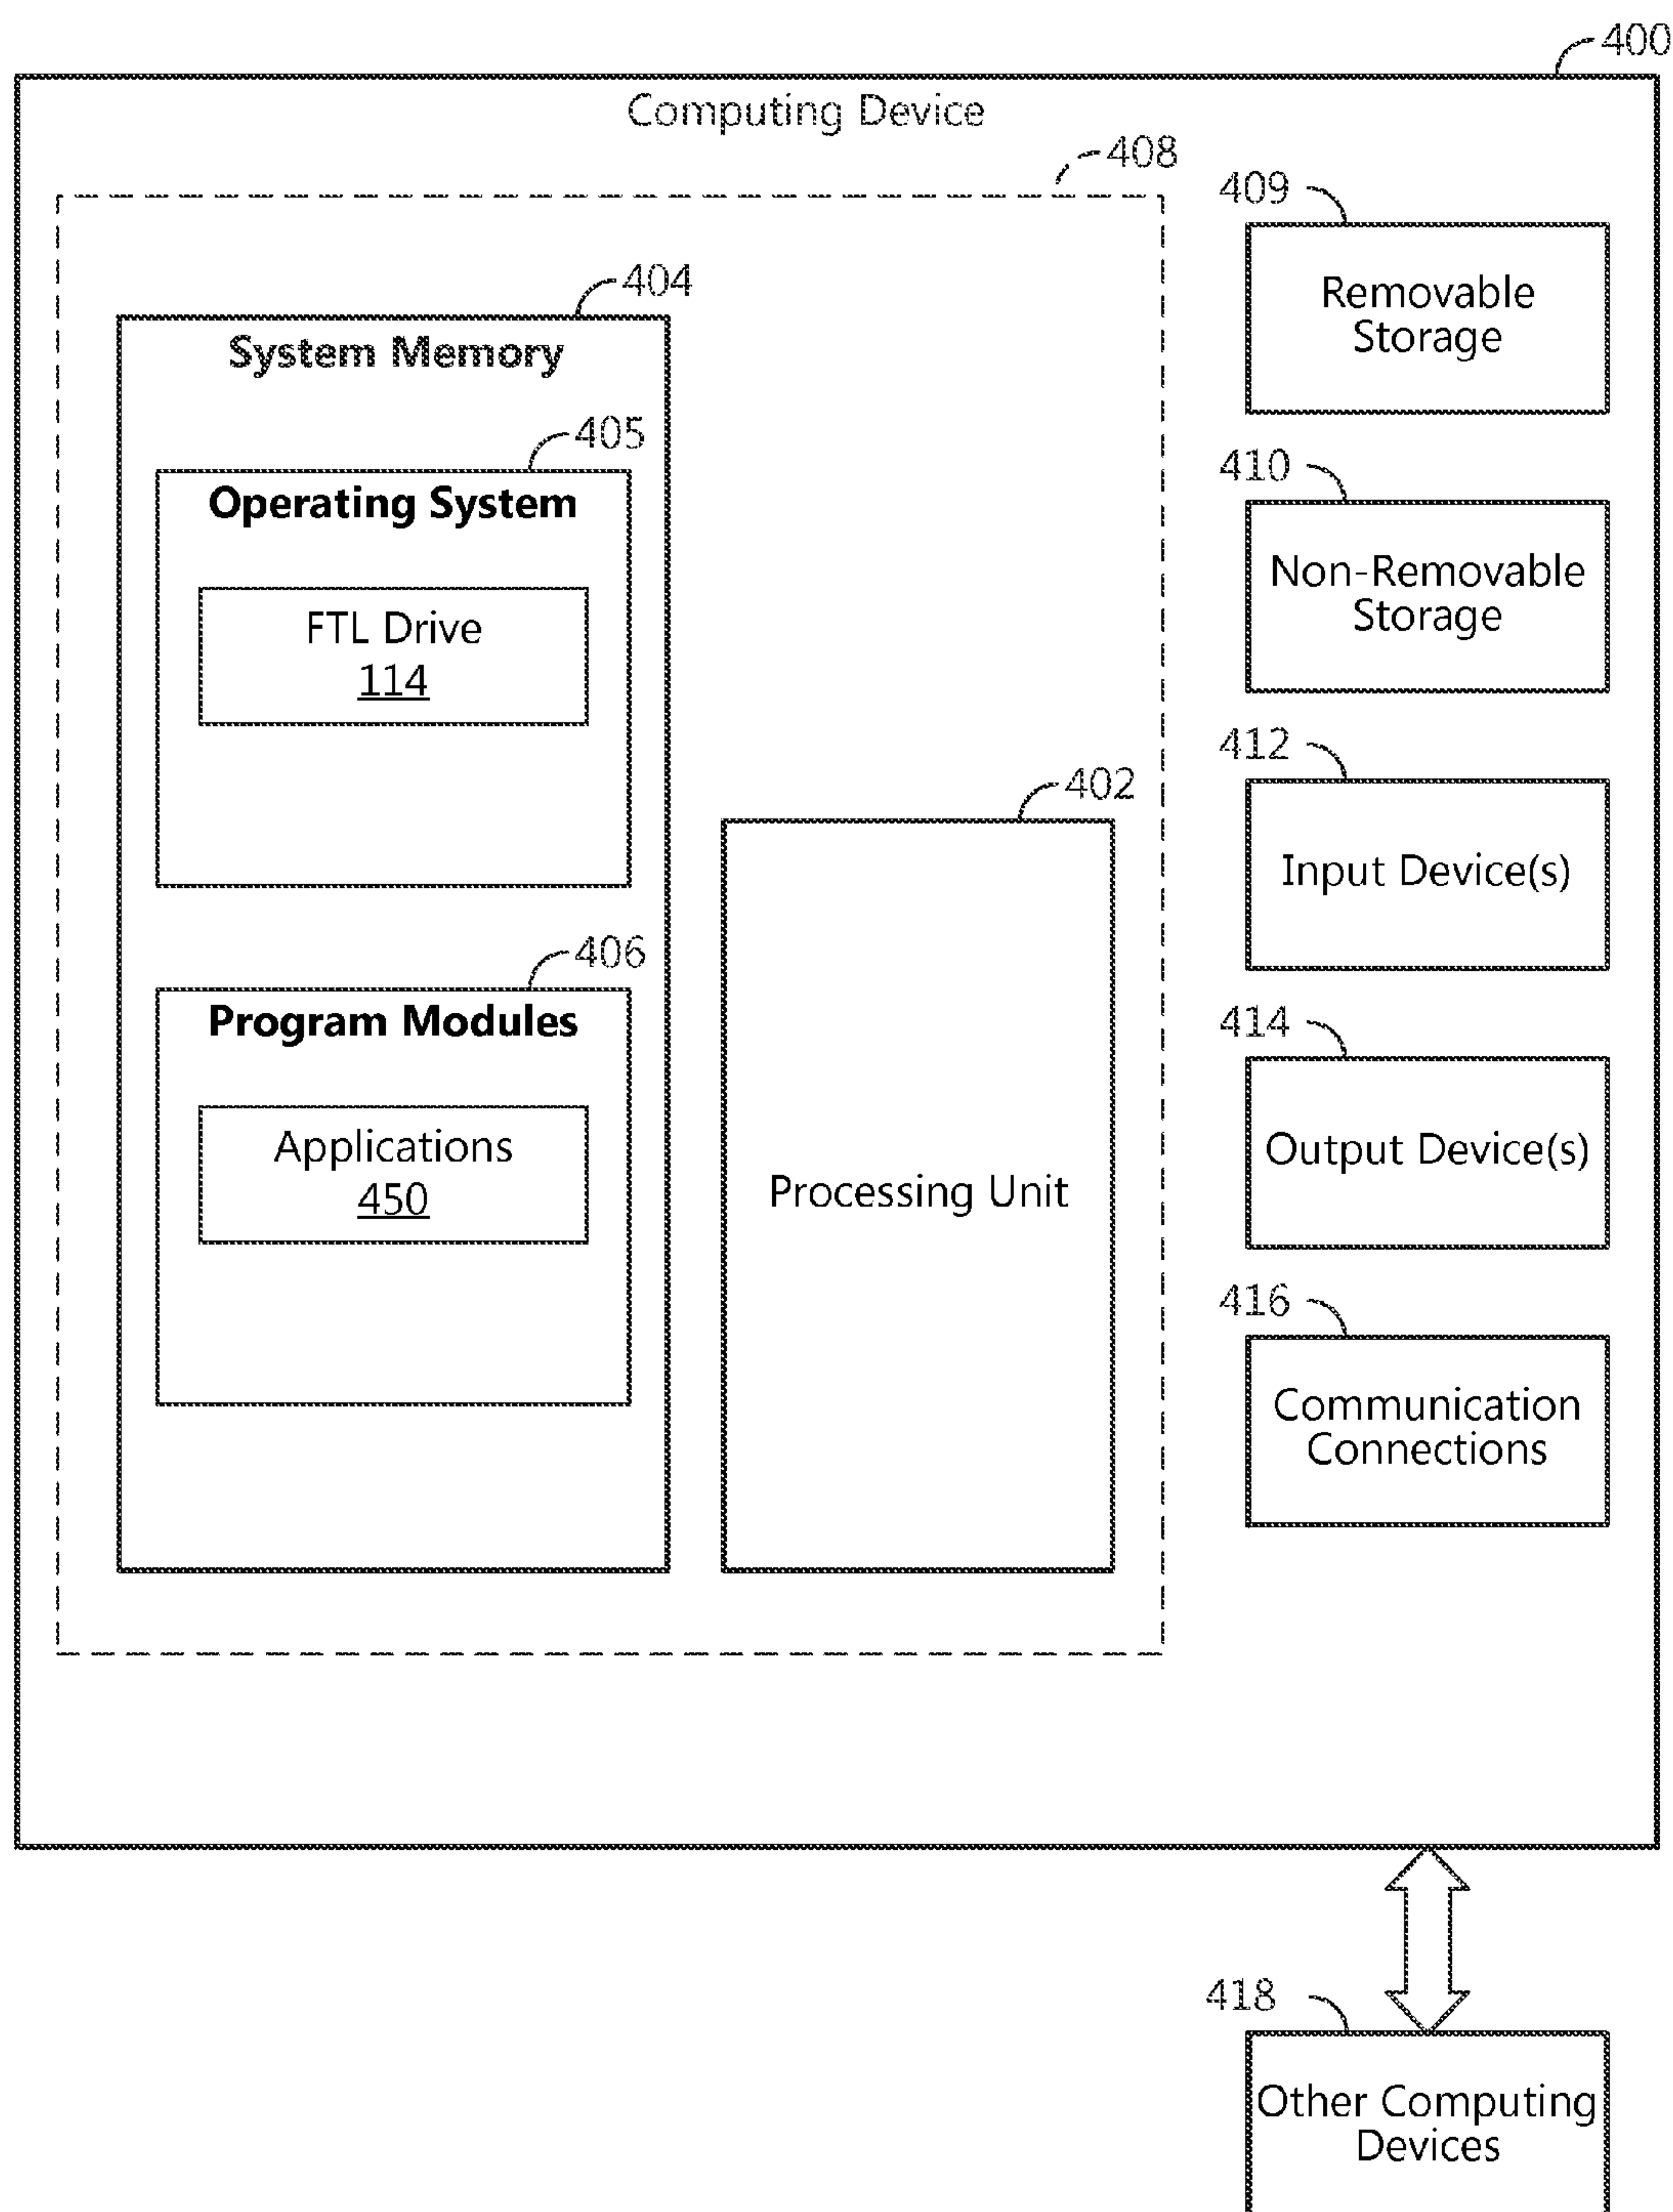 400
Computing Device
408
404
System Memory
405
Operating System
FTL Drive
114
406
Program Modules
Applications
450
402
Processing Unit
409
Removable
Storage
410
Non-Removable
Storage
412
Input Device(s)
414
Output Device(s)
416
Communication
Connections
418
Other Computing
Devices